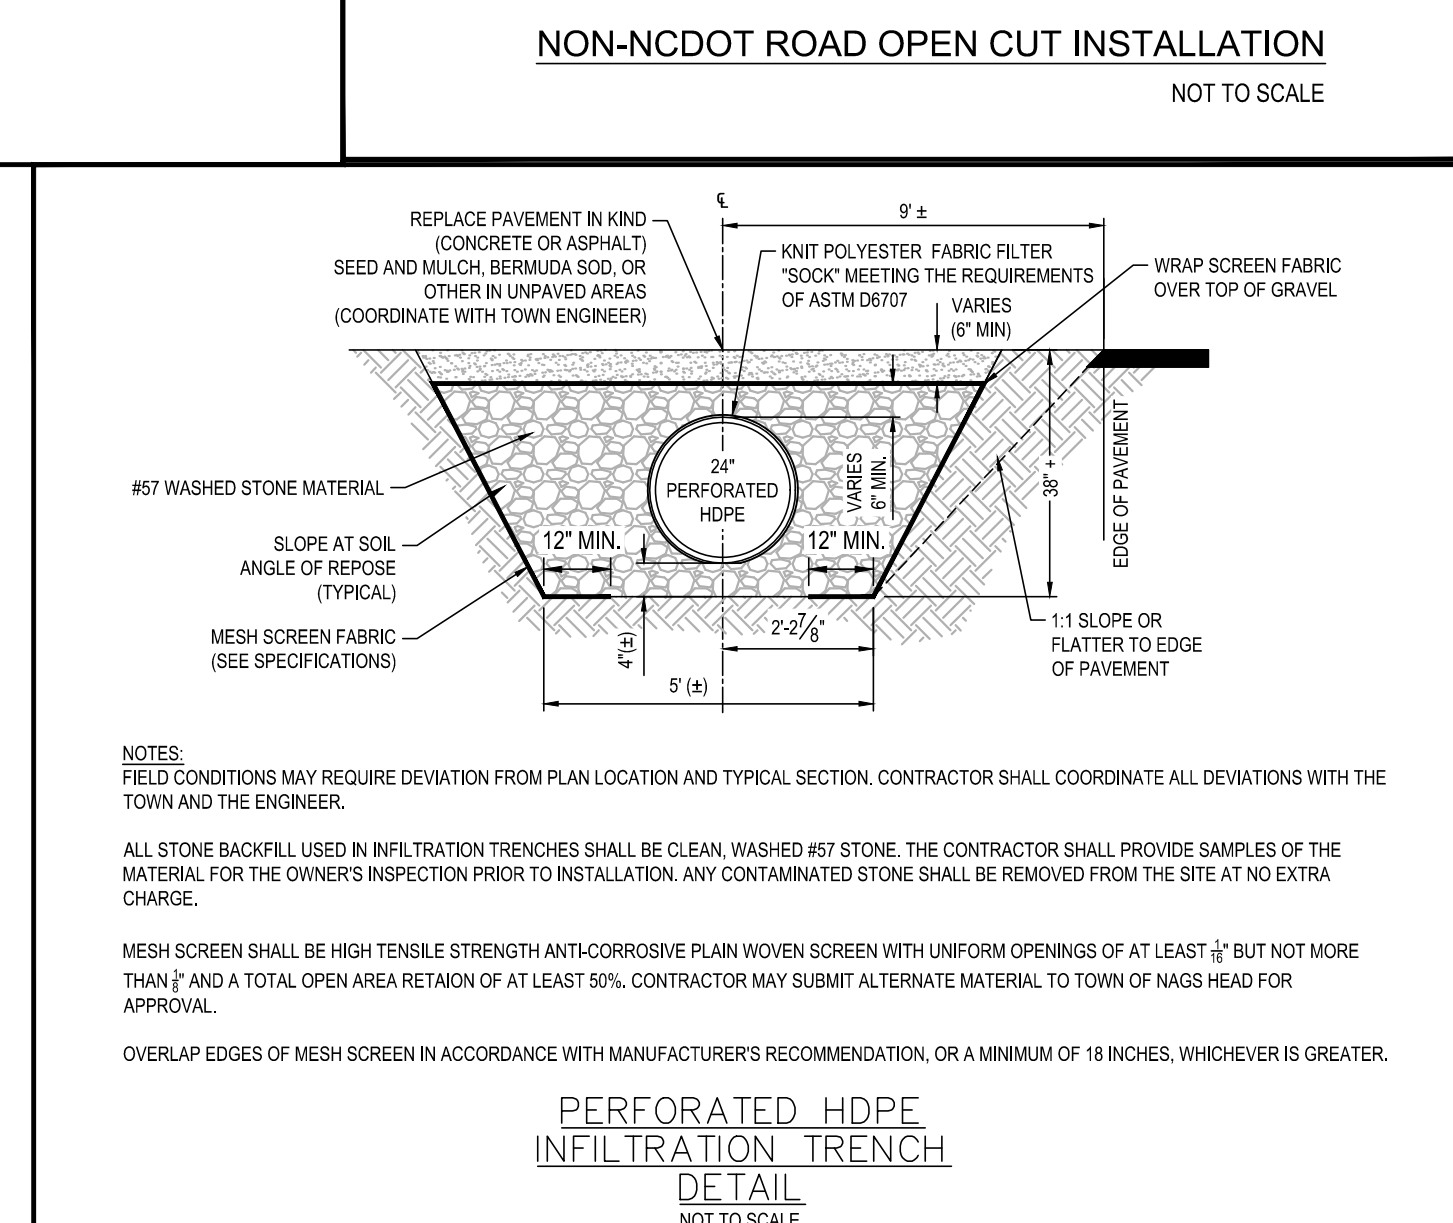 NON-NCDOT ROAD OPEN CUT INSTALLATION
NOT TO SCALE
REPLACE PAVEMENT IN KIND
(CONCRETE OR ASPHALT)
SEED AND MULCH, BERMUDA SOD, OR
OTHER IN UNPAVED AREAS
(COORDINATE WITH TOWN ENGINEER)
℄
9' ±
KNIT POLYESTER FABRIC FILTER
"SOCK" MEETING THE REQUIREMENTS
OF ASTM D6707
VARIES
(6" MIN)
WRAP SCREEN FABRIC
OVER TOP OF GRAVEL
#57 WASHED STONE MATERIAL
SLOPE AT SOIL
ANGLE OF REPOSE
(TYPICAL)
MESH SCREEN FABRIC
(SEE SPECIFICATIONS)
24"
PERFORATED
HDPE
VARIES
6" MIN.
12" MIN.
12" MIN.
38" +
EDGE OF PAVEMENT
1:1 SLOPE OR
FLATTER TO EDGE
OF PAVEMENT
4"(±)
2'-2⅞"
5' (±)
NOTES:
FIELD CONDITIONS MAY REQUIRE DEVIATION FROM PLAN LOCATION AND TYPICAL SECTION. CONTRACTOR SHALL COORDINATE ALL DEVIATIONS WITH THE
TOWN AND THE ENGINEER.
ALL STONE BACKFILL USED IN INFILTRATION TRENCHES SHALL BE CLEAN, WASHED #57 STONE. THE CONTRACTOR SHALL PROVIDE SAMPLES OF THE
MATERIAL FOR THE OWNER'S INSPECTION PRIOR TO INSTALLATION. ANY CONTAMINATED STONE SHALL BE REMOVED FROM THE SITE AT NO EXTRA
CHARGE.
MESH SCREEN SHALL BE HIGH TENSILE STRENGTH ANTI-CORROSIVE PLAIN WOVEN SCREEN WITH UNIFORM OPENINGS OF AT LEAST 1/16" BUT NOT MORE
THAN 1/8" AND A TOTAL OPEN AREA RETAION OF AT LEAST 50%. CONTRACTOR MAY SUBMIT ALTERNATE MATERIAL TO TOWN OF NAGS HEAD FOR
APPROVAL.
OVERLAP EDGES OF MESH SCREEN IN ACCORDANCE WITH MANUFACTURER'S RECOMMENDATION, OR A MINIMUM OF 18 INCHES, WHICHEVER IS GREATER.
PERFORATED HDPE
INFILTRATION TRENCH
DETAIL
NOT TO SCALE